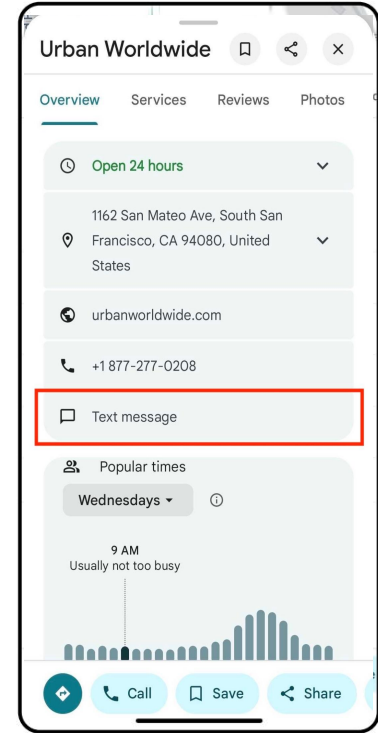 Urban Worldwide
Overview Services Reviews Photos
Open 24 hours
1162 San Mateo Ave, South San
Francisco, CA 94080, United
States
urbanworldwide.com
+1 877-277-0208
Text message
Popular times
Wednesdays
9 AM
Usually not too busy
Call Save Share